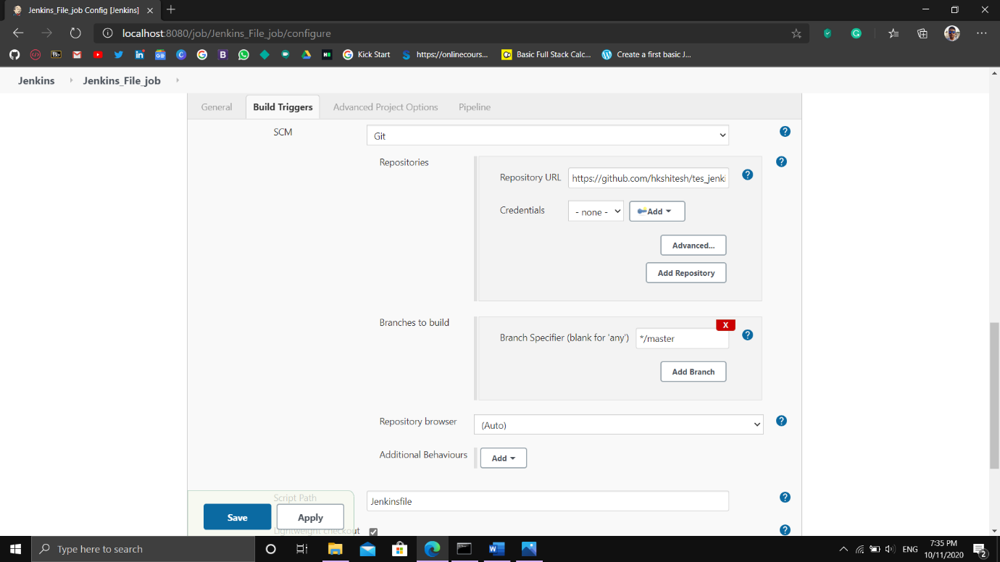 Jenkins_File_job Config [Jenkins]
localhost:8080/job/Jenkins_File_job/configure
Kick Start
https://onlinecours...
Basic Full Stack Calc...
Create a first basic J...
Jenkins
Jenkins_File_job
General
Build Triggers
Advanced Project Options
Pipeline
SCM
Git
Repositories
Repository URL
https://github.com/hkshitesh/tes_jenki
Credentials
- none -
Add
Advanced...
Add Repository
Branches to build
X
Branch Specifier (blank for 'any')
*/master
Add Branch
Repository browser
(Auto)
Additional Behaviours
Add
Script Path
Jenkinsfile
Save
Apply
Lightweight checkout
Type here to search
ENG
7:35 PM
10/11/2020
2